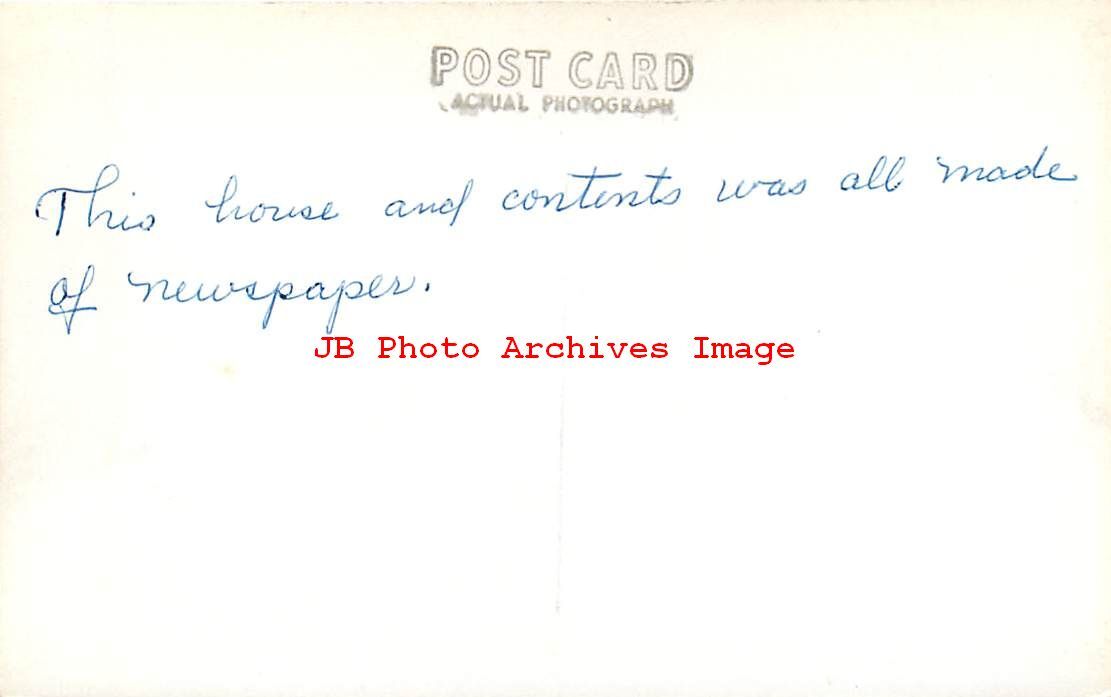 POST CARD
ACTUAL PHOTOGRAPH
This house and contents was all made
of newspaper.
JB Photo Archives Image